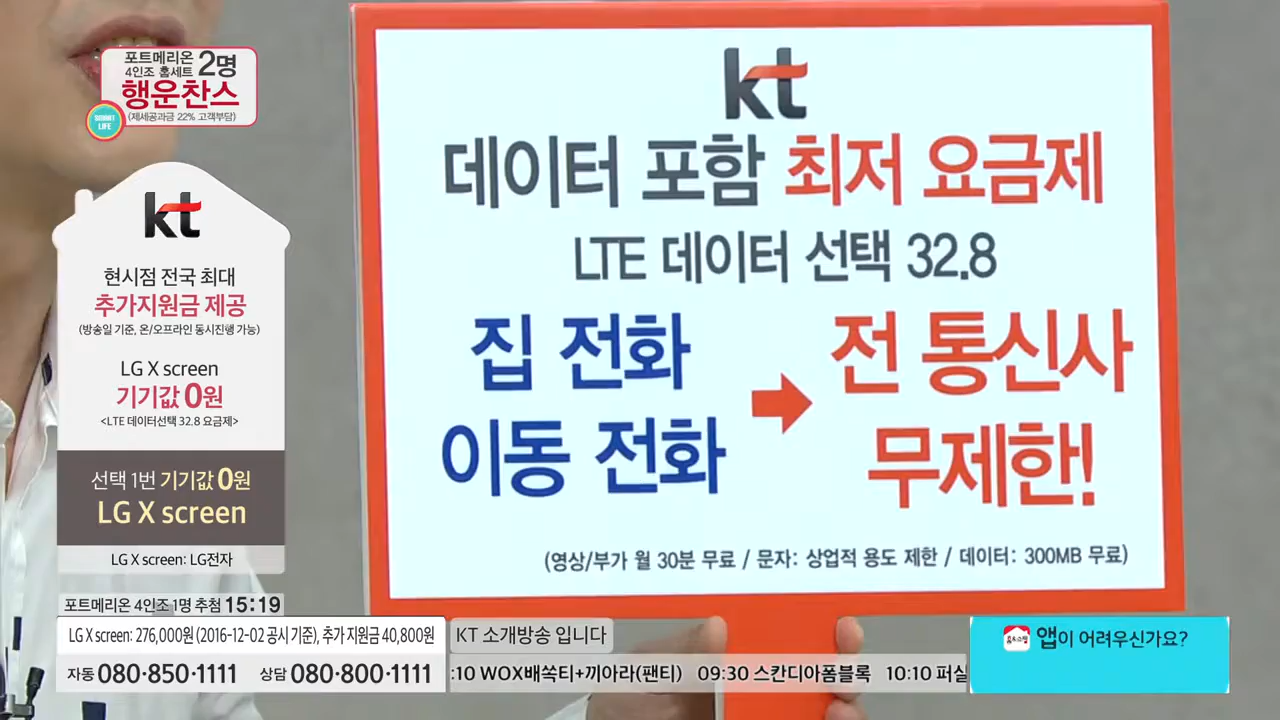 포트메리온
4인조 홈세트 2명
행운찬스
(제세공과금 22% 고객부담)
LIFE
kt
현시점 전국 최대
추가지원금 제공
(방송일 기준, 온/오프라인 동시진행 가능)
LG X screen
기기값 0원
<LTE 데이터선택 32.8 요금제>
선택 1번 기기값 0원
LG X screen
LG X screen: LG전자
kt
데이터 포함 최저 요금제
LTE 데이터 선택 32.8
집 전화
이동 전화
전 통신사
무제한!
(영상/부가 월 30분 무료 / 문자: 상업적 용도 제한 / 데이터: 300MB 무료)
포트메리온 4인조 1명 추첨 15:19
LG X screen: 276,000원 (2016-12-02 공시 기준), 추가 지원금 40,800원
자동 080·850·1111 상담 080·800·1111
KT 소개방송 입니다
:10 WOX배쏙티+끼아라(팬티) 09:30 스칸디아폼블록 10:10 퍼실
홈&쇼핑 앱이 어려우신가요?